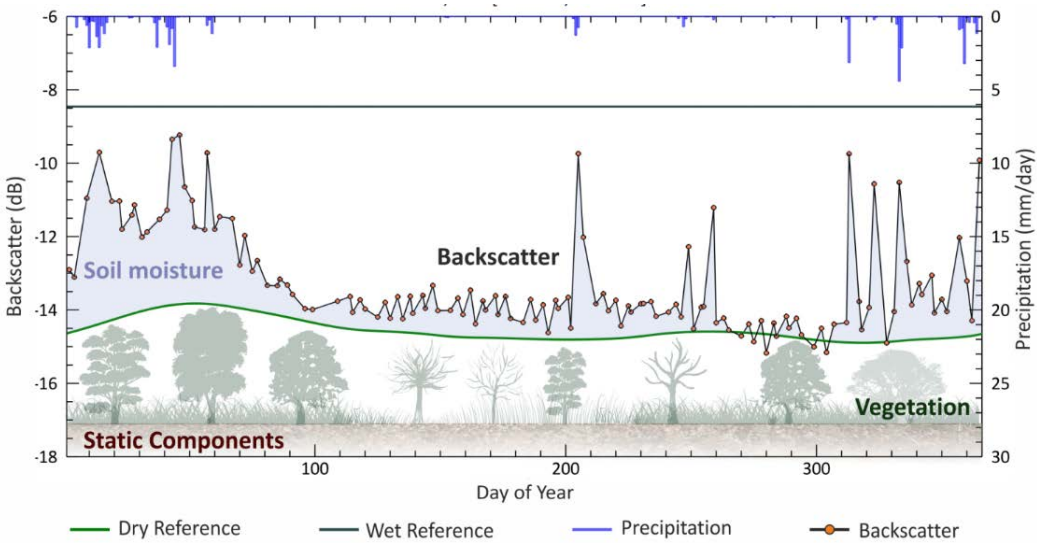 -6
-8
-10
-12
-14
-16
-18
Backscatter (dB)
0
5
10
15
20
25
30
Precipitation (mm/day)
Soil moisture
Backscatter
Vegetation
Static Components
100
200
300
Day of Year
Dry Reference
Wet Reference
Precipitation
Backscatter